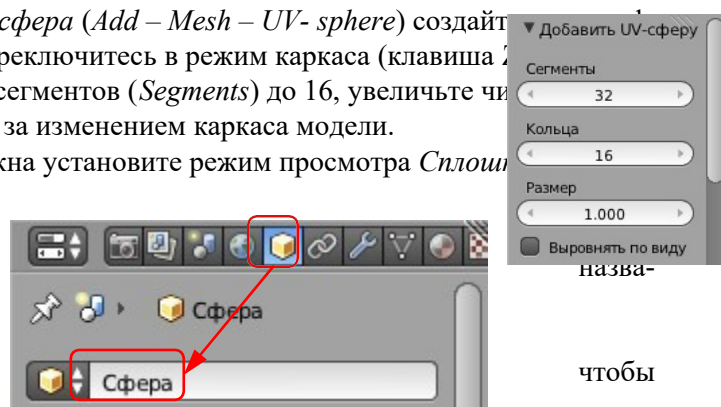 сфера (Add – Mesh – UV- sphere) создайт
реключитесь в режим каркаса (клавиша
сегментов (Segments) до 16, увеличьте чи
за изменением каркаса модели.
кна установите режим просмотра Сплошн
Добавить UV-сферу
Сегменты
32
Кольца
16
Размер
1.000
Выровнять по виду
назва-
Сфера
Сфера
чтобы